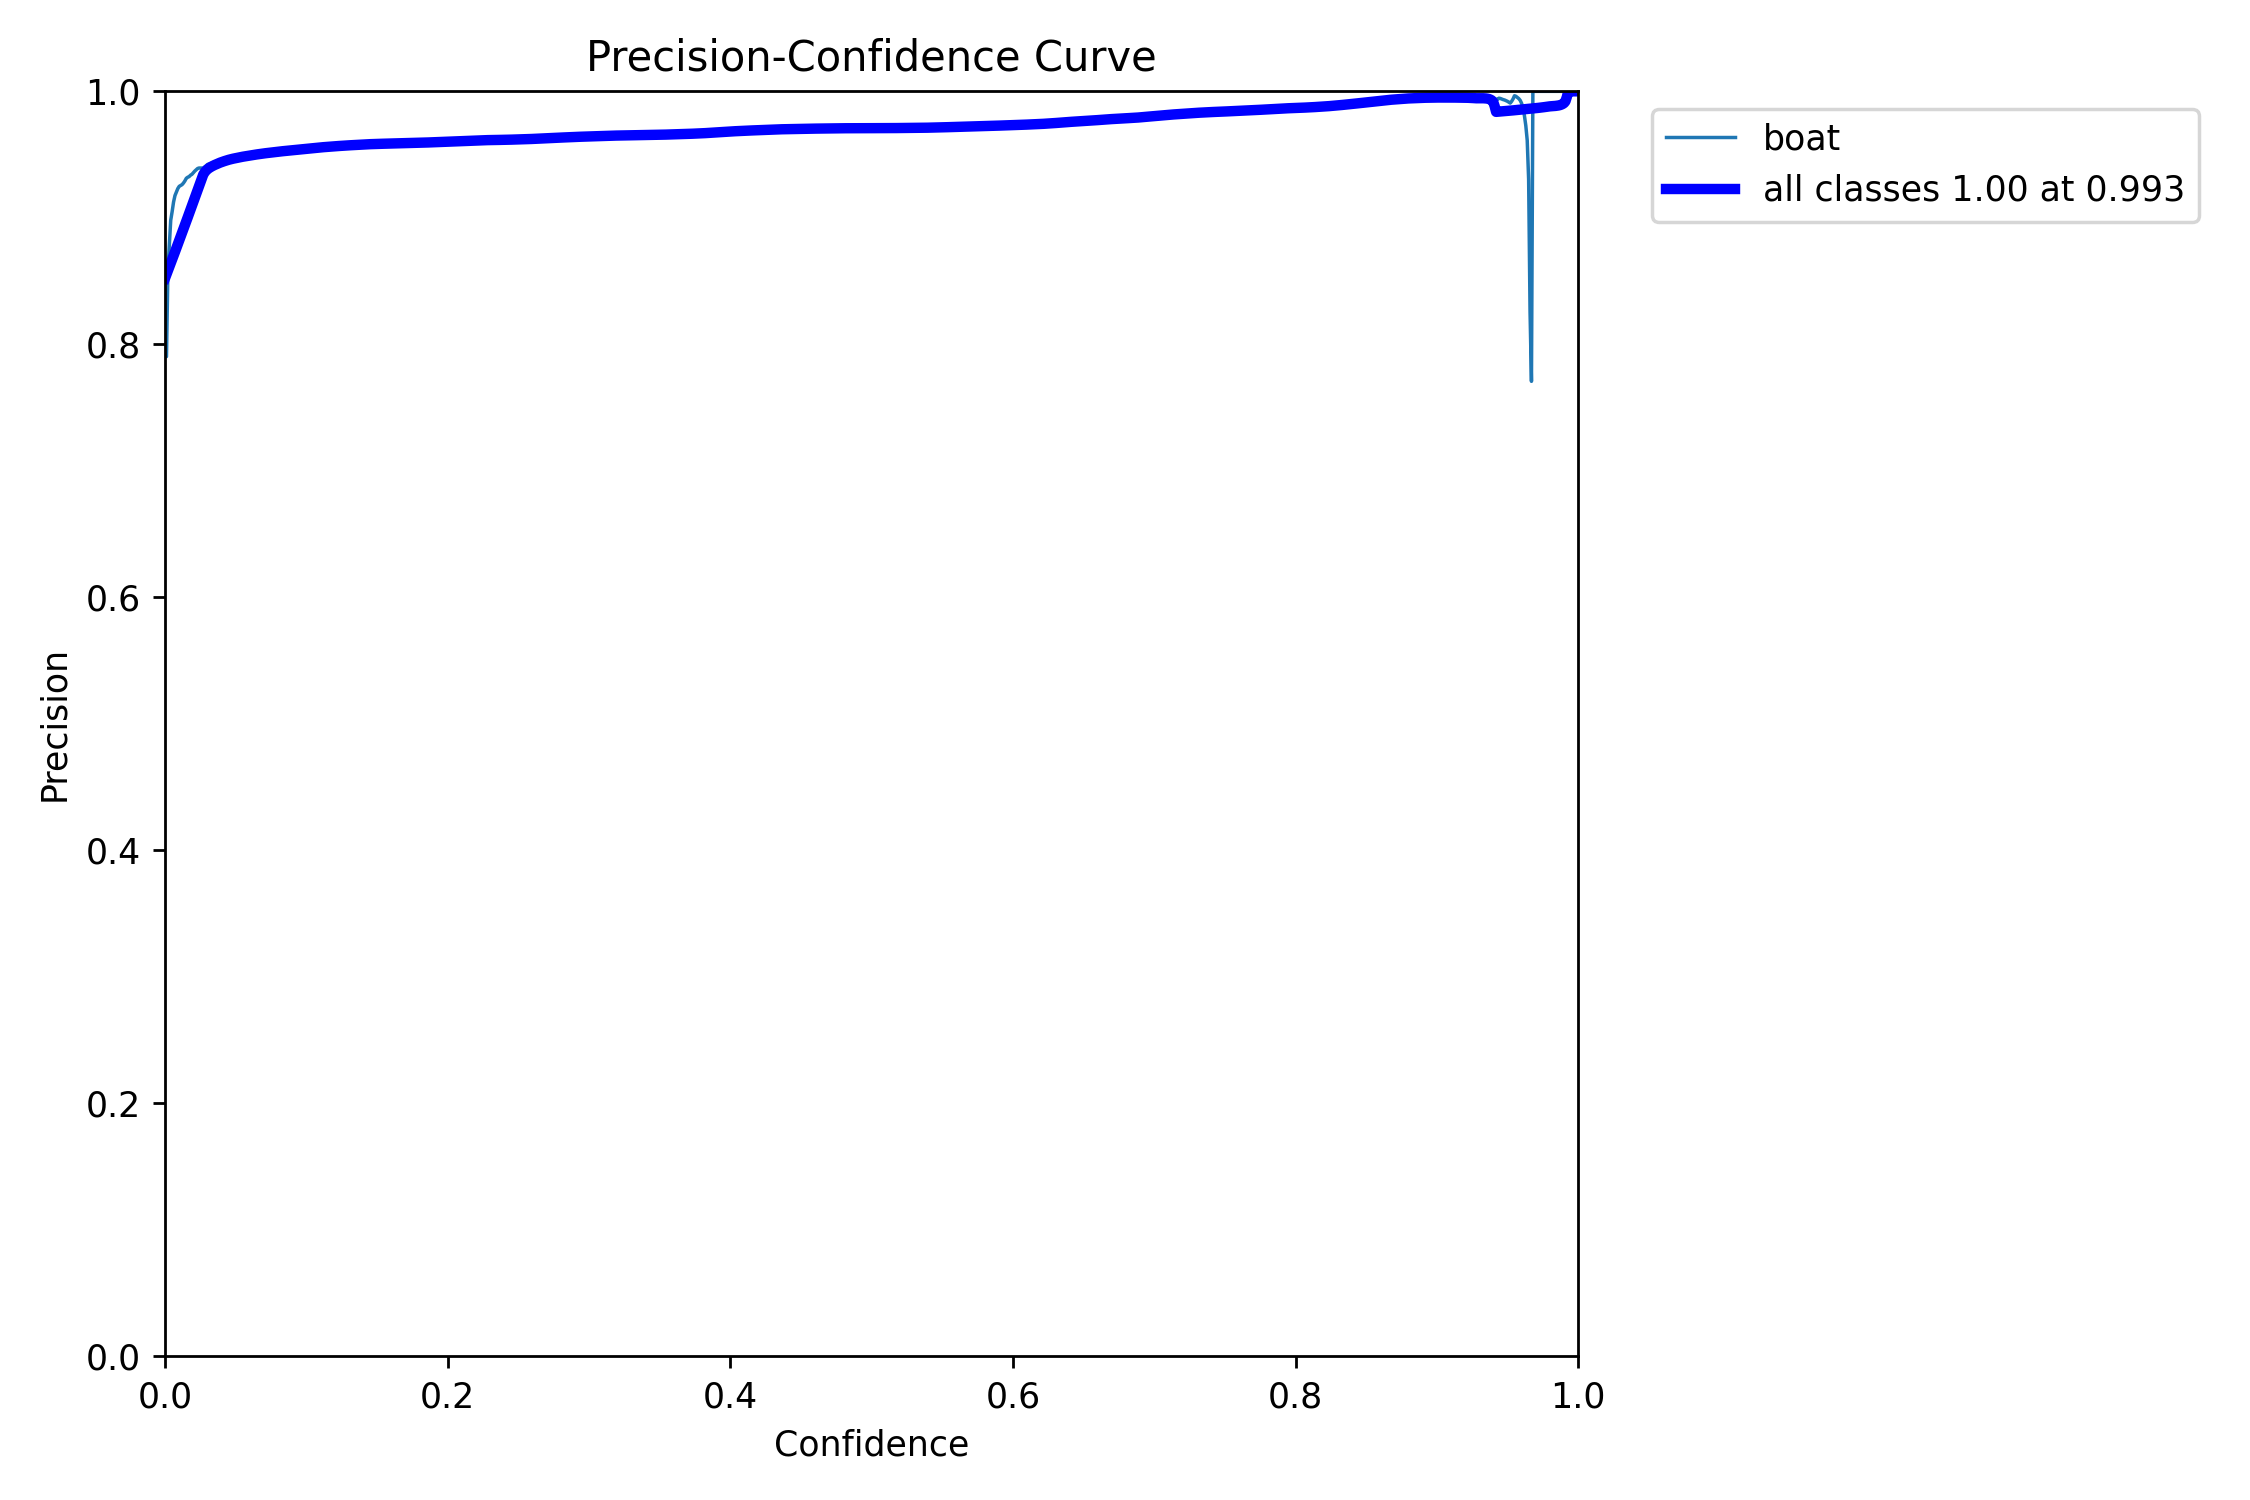 Precision-Confidence Curve
boat
all classes 1.00 at 0.993
Precision
1.0
0.8
0.6
0.4
0.2
0.0
0.0 0.2 0.4 0.6 0.8 1.0
Confidence